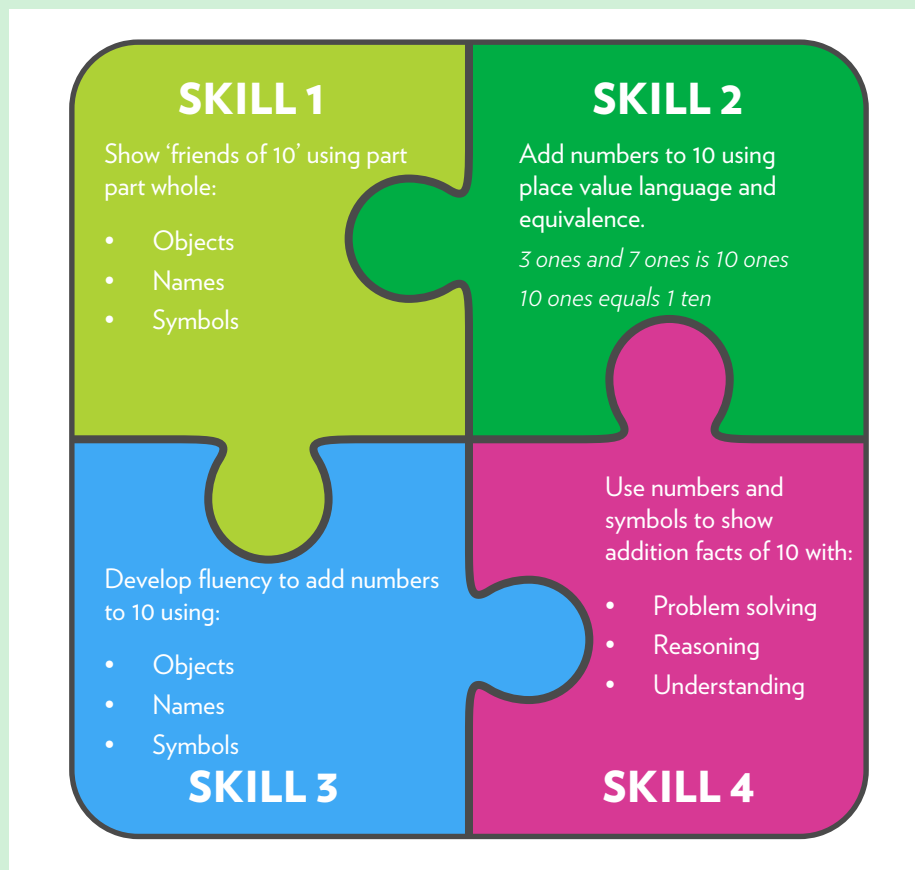 SKILL 1
Show ‘friends of 10’ using part
part whole:
• Objects
• Names
• Symbols
SKILL 2
Add numbers to 10 using
place value language and
equivalence.
3 ones and 7 ones is 10 ones
10 ones equals 1 ten
Develop fluency to add numbers
to 10 using:
• Objects
• Names
• Symbols
SKILL 3
Use numbers and
symbols to show
addition facts of 10 with:
• Problem solving
• Reasoning
• Understanding
SKILL 4